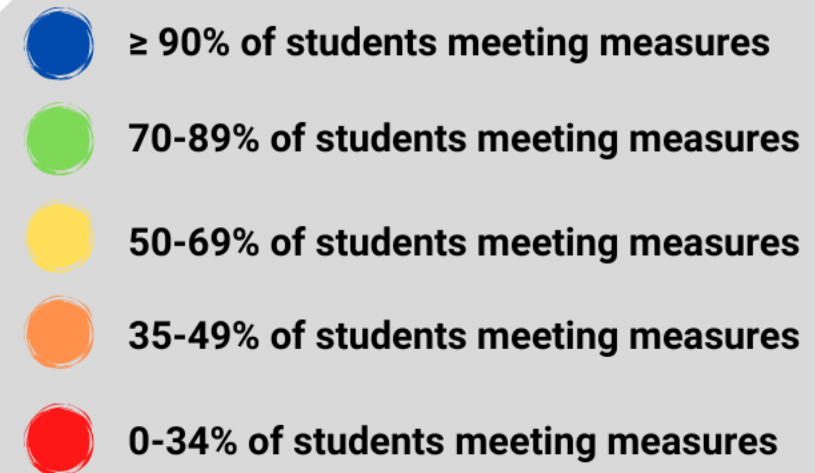 ≥ 90% of students meeting measures
70-89% of students meeting measures
50-69% of students meeting measures
35-49% of students meeting measures
0-34% of students meeting measures